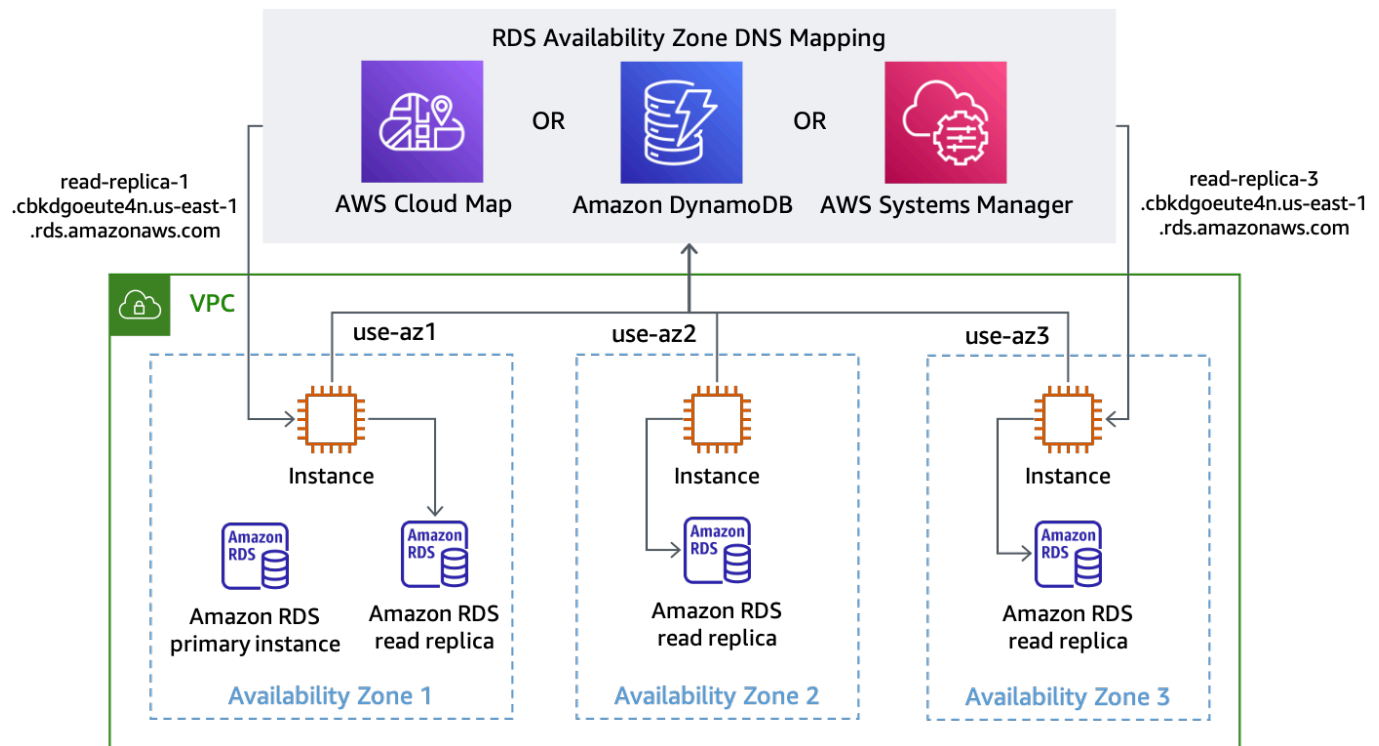 RDS Availability Zone DNS Mapping
OR
OR
AWS Cloud Map
Amazon DynamoDB
AWS Systems Manager
read-replica-1
.cbkdgoeute4n.us-east-1
.rds.amazonaws.com
read-replica-3
.cbkdgoeute4n.us-east-1
.rds.amazonaws.com
VPC
use-az1
use-az2
use-az3
Instance
Instance
Instance
Amazon
RDS
Amazon
RDS
Amazon
RDS
Amazon
RDS
Amazon RDS
primary instance
Amazon RDS
read replica
Amazon RDS
read replica
Amazon RDS
read replica
Availability Zone 1
Availability Zone 2
Availability Zone 3